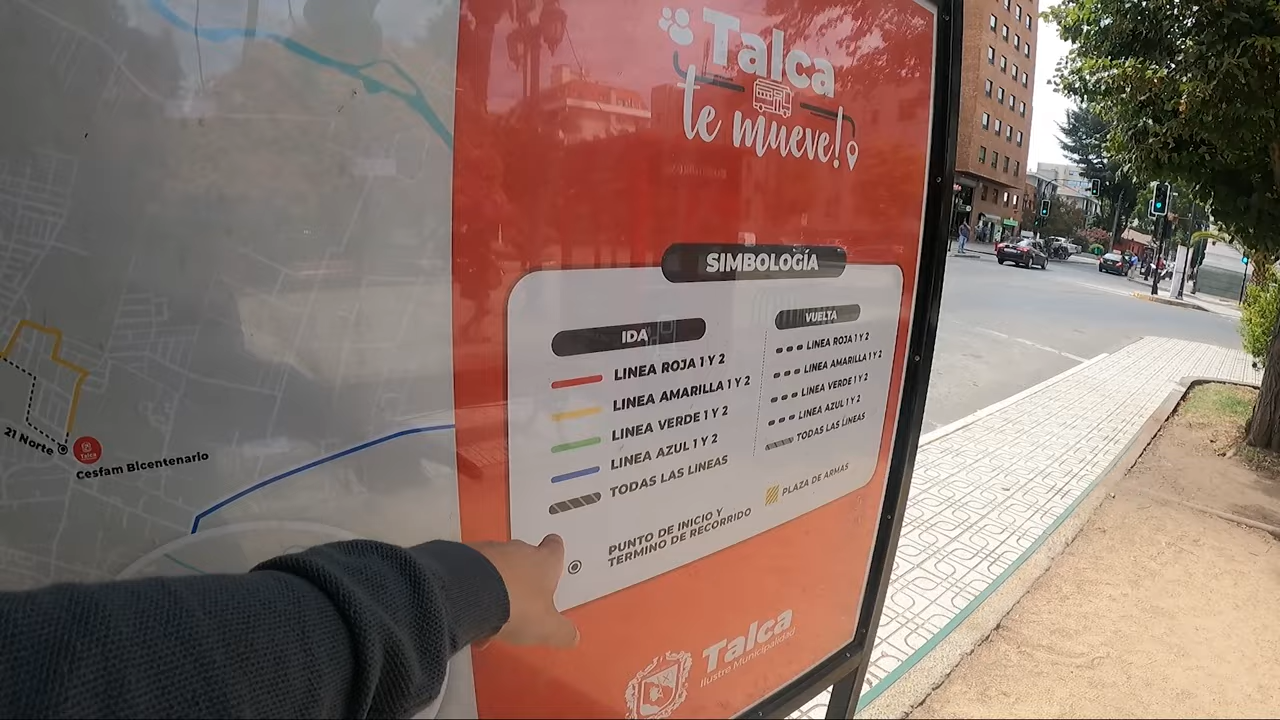 Talca
te mueve!
SIMBOLOGÍA
IDA
LINEA ROJA 1 Y 2
LINEA AMARILLA 1 Y 2
LINEA VERDE 1 Y 2
LINEA AZUL 1 Y 2
TODAS LAS LINEAS
PUNTO DE INICIO Y
TERMINO DE RECORRIDO
VUELTA
LINEA ROJA 1 Y 2
LINEA AMARILLA 1 Y 2
LINEA VERDE 1 Y 2
LINEA AZUL 1 Y 2
TODAS LAS LÍNEAS
PLAZA DE ARMAS
21 Norte
Talca
Cesfam Bicentenario
Talca
Ilustre Municipalidad